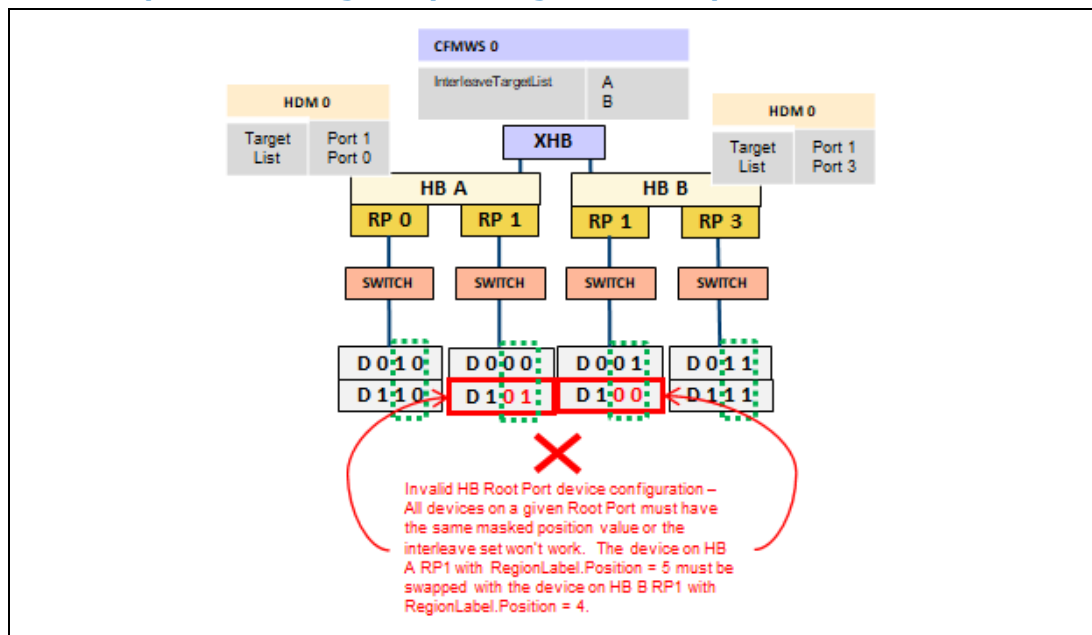 CFMWS 0
InterleaveTargetList
A
B
HDM 0
Target
List
Port 1
Port 0
HDM 0
Target
List
Port 1
Port 3
XHB
HB A
HB B
RP 0
RP 1
RP 1
RP 3
SWITCH
SWITCH
SWITCH
SWITCH
D 0 1 0
D 0 0 0
D 0 0 1
D 0 1 1
D 1 1 0
D 1 0 1
D 1 0 0
D 1 1 1
Invalid HB Root Port device configuration –
All devices on a given Root Port must have
the same masked position value or the
interleave set won't work. The device on HB
A RP1 with RegionLabel.Position = 5 must be
swapped with the device on HB B RP1 with
RegionLabel.Position = 4.